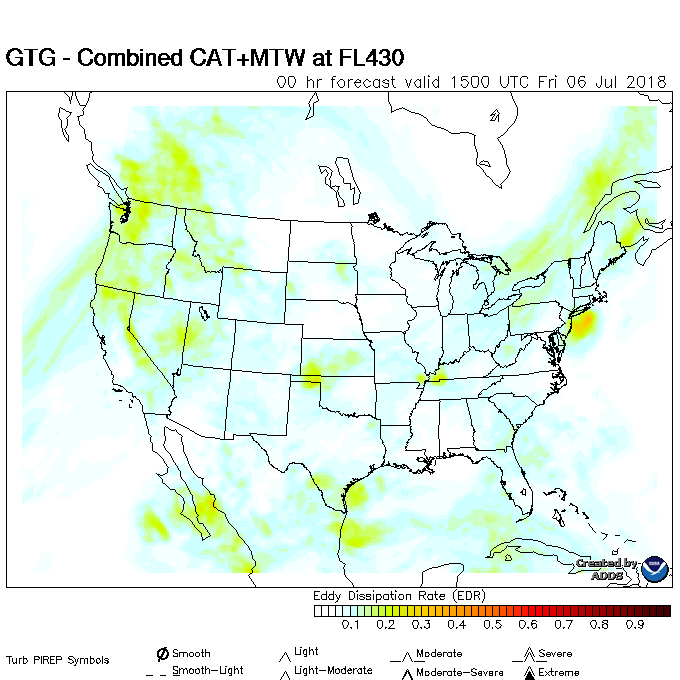 GTG - Combined CAT+MTW at FL430
00 hr forecast valid 1500 UTC Fri 06 Jul 2018
Created by
ADDS
Eddy Dissipation Rate (EDR)
0.1 0.2 0.3 0.4 0.5 0.6 0.7 0.8 0.9
Turb PIREP Symbols
Smooth Light Moderate Severe
Smooth-Light Light-Moderate Moderate-Severe Extreme